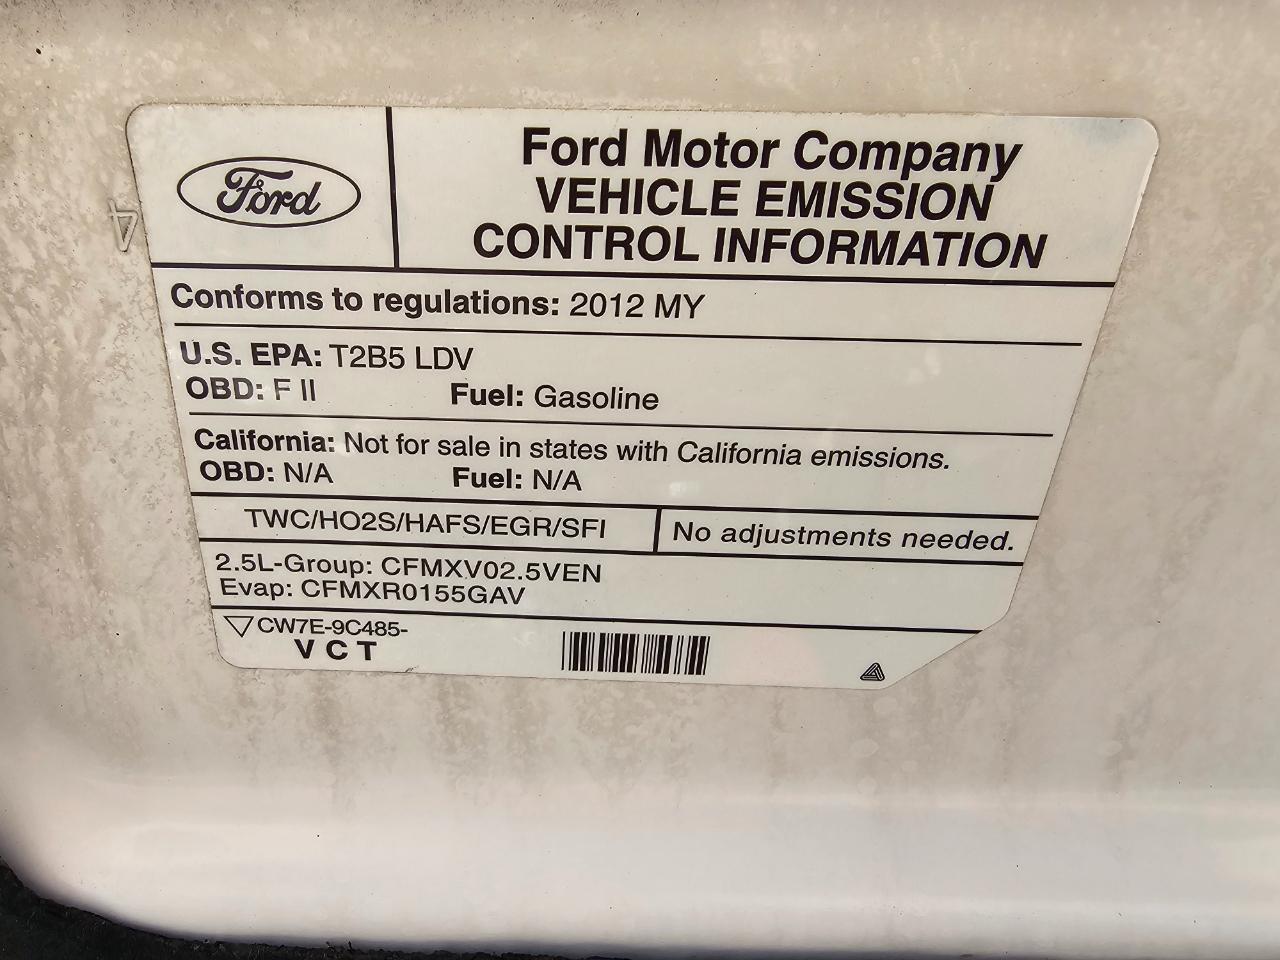 Ford
Ford Motor Company
VEHICLE EMISSION
CONTROL INFORMATION
Conforms to regulations: 2012 MY
U.S. EPA: T2B5 LDV
OBD: F II Fuel: Gasoline
California: Not for sale in states with California emissions.
OBD: N/A Fuel: N/A
TWC/HO2S/HAFS/EGR/SFI No adjustments needed.
2.5L-Group: CFMXV02.5VEN
Evap: CFMXR0155GAV
CW7E-9C485-
V C T
4